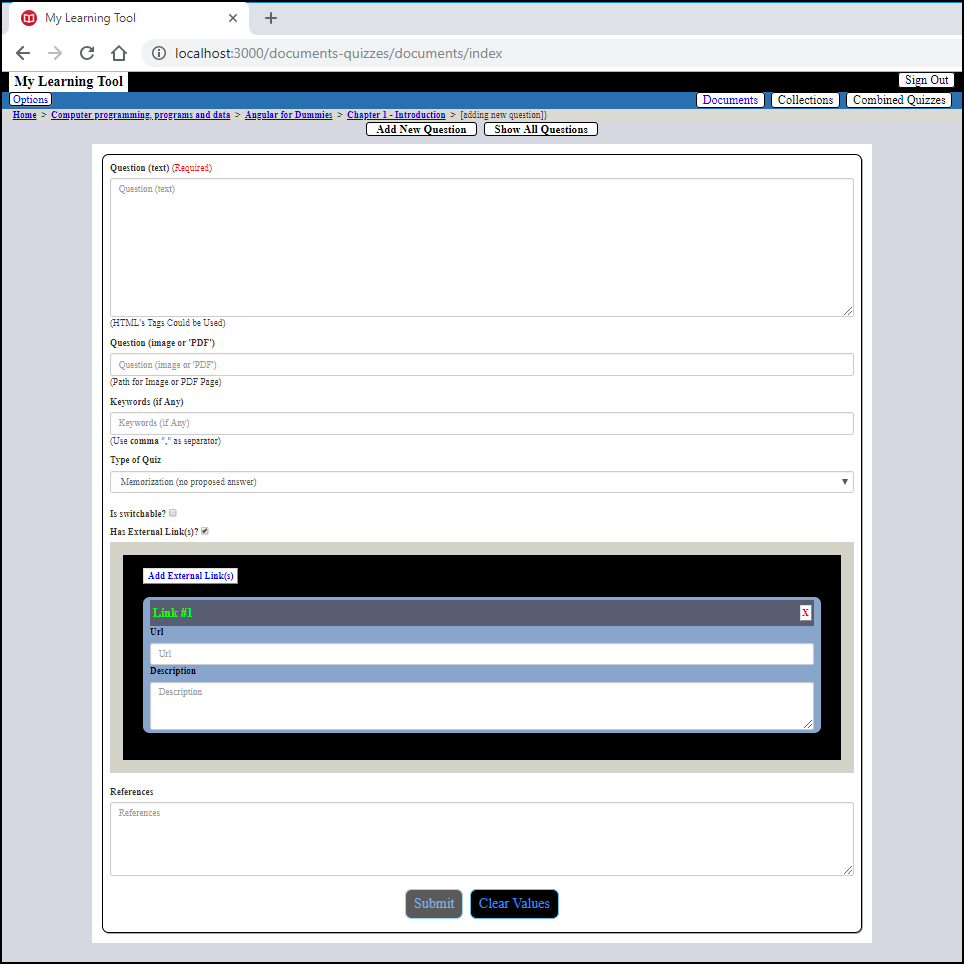 My Learning Tool
localhost:3000/documents-quizzes/documents/index
My Learning Tool
Sign Out
Options
Documents
Collections
Combined Quizzes
Home > Computer programming, programs and data > Angular for Dummies > Chapter 1 - Introduction > [adding new question]}
Add New Question
Show All Questions
Question (text) (Required)
Question (text)
(HTML's Tags Could be Used)
Question (image or 'PDF')
Question (image or 'PDF')
(Path for Image or PDF Page)
Keywords (if Any)
Keywords (if Any)
(Use comma "," as separator)
Type of Quiz
Memorization (no proposed answer)
Is switchable?
Has External Link(s)?
Add External Link(s)
Link #1
X
Url
Url
Description
Description
References
References
Submit
Clear Values